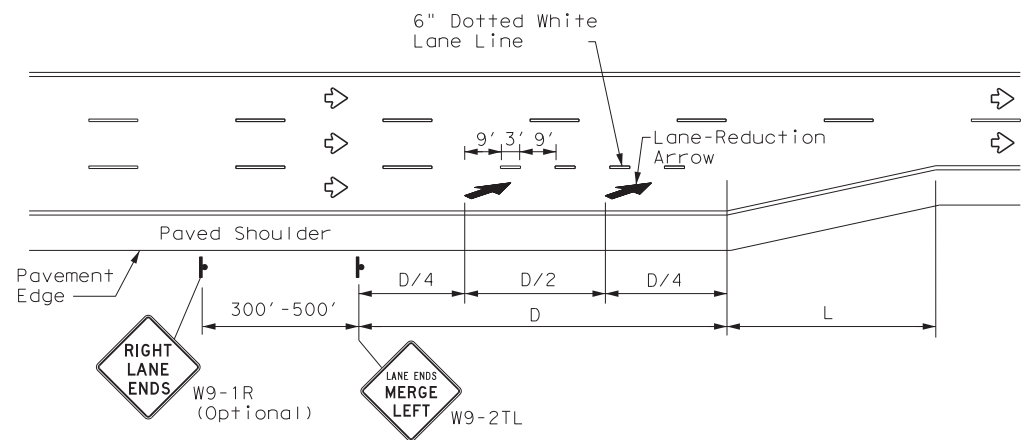 6" Dotted White
Lane Line
9' 3' 9'
Lane-Reduction
Arrow
Paved Shoulder
Pavement
Edge
D/4
D/2
D/4
300'-500'
D
L
RIGHT
LANE
ENDS
W9-1R
(Optional)
LANE ENDS
MERGE
LEFT
W9-2TL